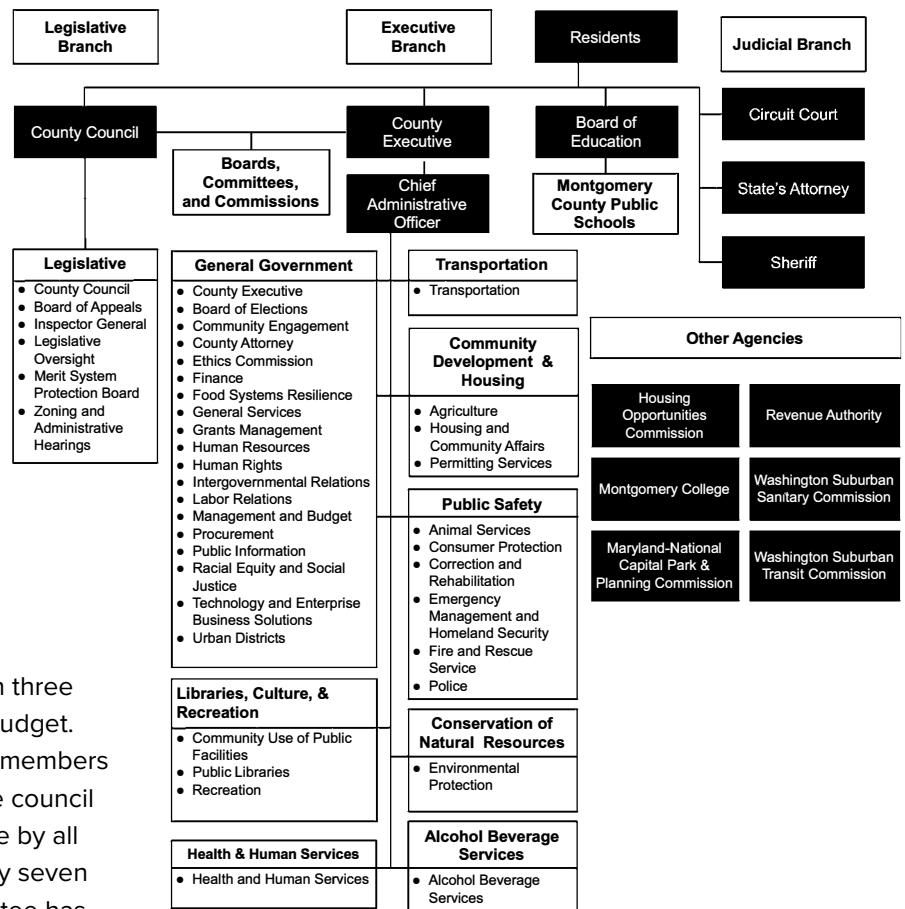 Legislative
Branch
Executive
Branch
Residents
Judicial Branch
County Council
County
Executive
Board of
Education
Circuit Court
Boards,
Committees,
and Commissions
Chief
Administrative
Officer
Montgomery
County Public
Schools
State's Attorney
Sheriff
Legislative
● County Council
● Board of Appeals
● Inspector General
● Legislative
Oversight
● Merit System
Protection Board
● Zoning and
Administrative
Hearings
General Government
● County Executive
● Board of Elections
● Community Engagement
● County Attorney
● Ethics Commission
● Finance
● Food Systems Resilience
● General Services
● Grants Management
● Human Resources
● Human Rights
● Intergovernmental Relations
● Labor Relations
● Management and Budget
● Procurement
● Public Information
● Racial Equity and Social
Justice
● Technology and Enterprise
Business Solutions
● Urban Districts
Transportation
● Transportation
Community
Development &
Housing
● Agriculture
● Housing and
Community Affairs
● Permitting Services
Public Safety
● Animal Services
● Consumer Protection
● Correction and
Rehabilitation
● Emergency
Management and
Homeland Security
● Fire and Rescue
Service
● Police
Other Agencies
Housing
Opportunities
Commission
Revenue Authority
Montgomery College
Washington Suburban
Sanitary Commission
Maryland-National
Capital Park &
Planning Commission
Washington Suburban
Transit Commission
Libraries, Culture, &
Recreation
● Community Use of Public
Facilities
● Public Libraries
● Recreation
Conservation of
Natural Resources
● Environmental
Protection
Health & Human Services
● Health and Human Services
Alcohol Beverage
Services
● Alcohol Beverage
Services
three
udget.
members
council
e by all
y seven
has